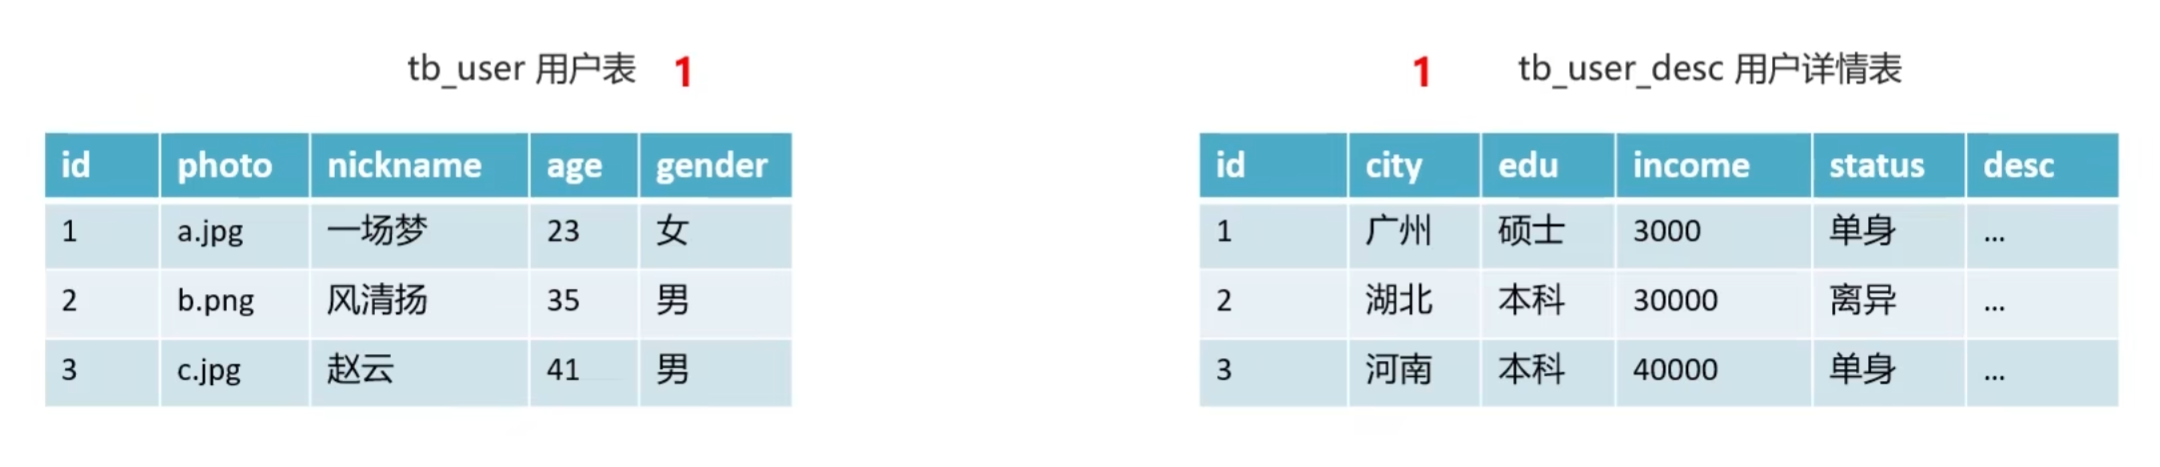 tb_user 用户表 1
id photo nickname age gender
1 a.jpg 一场梦 23 女
2 b.png 风清扬 35 男
3 c.jpg 赵云 41 男
1 tb_user_desc 用户详情表
id city edu income status desc
1 广州 硕士 3000 单身 ...
2 湖北 本科 30000 离异 ...
3 河南 本科 40000 单身 ...